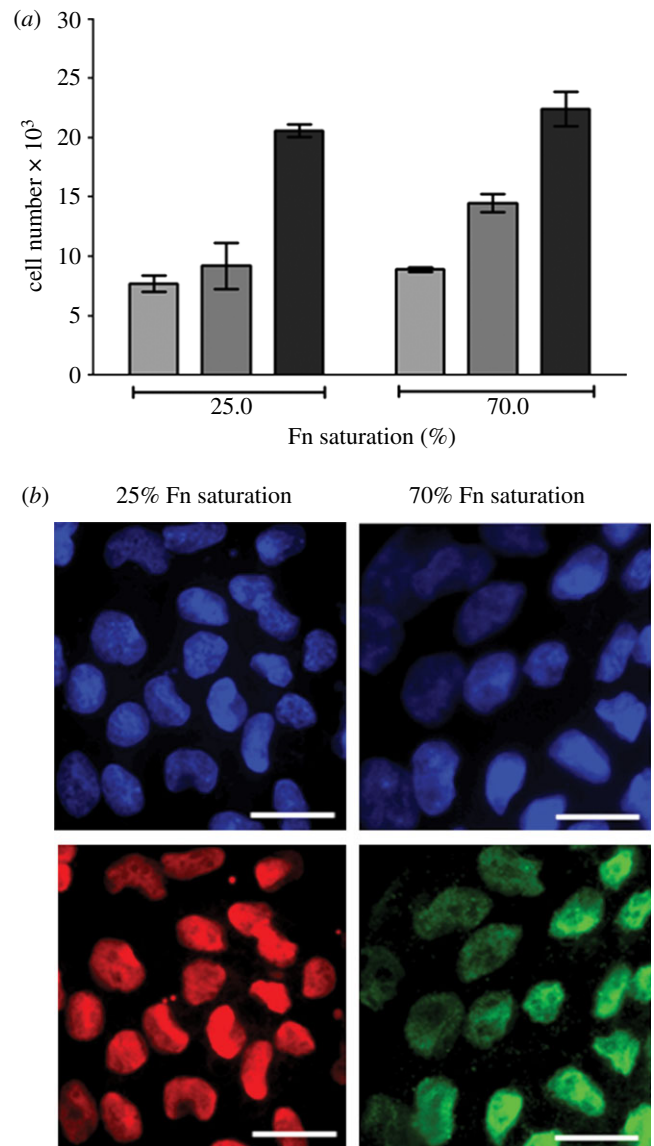 (a)
30
25
20
15
10
5
0
cell number × 10³
25.0 70.0
Fn saturation (%)
(b) 25% Fn saturation 70% Fn saturation